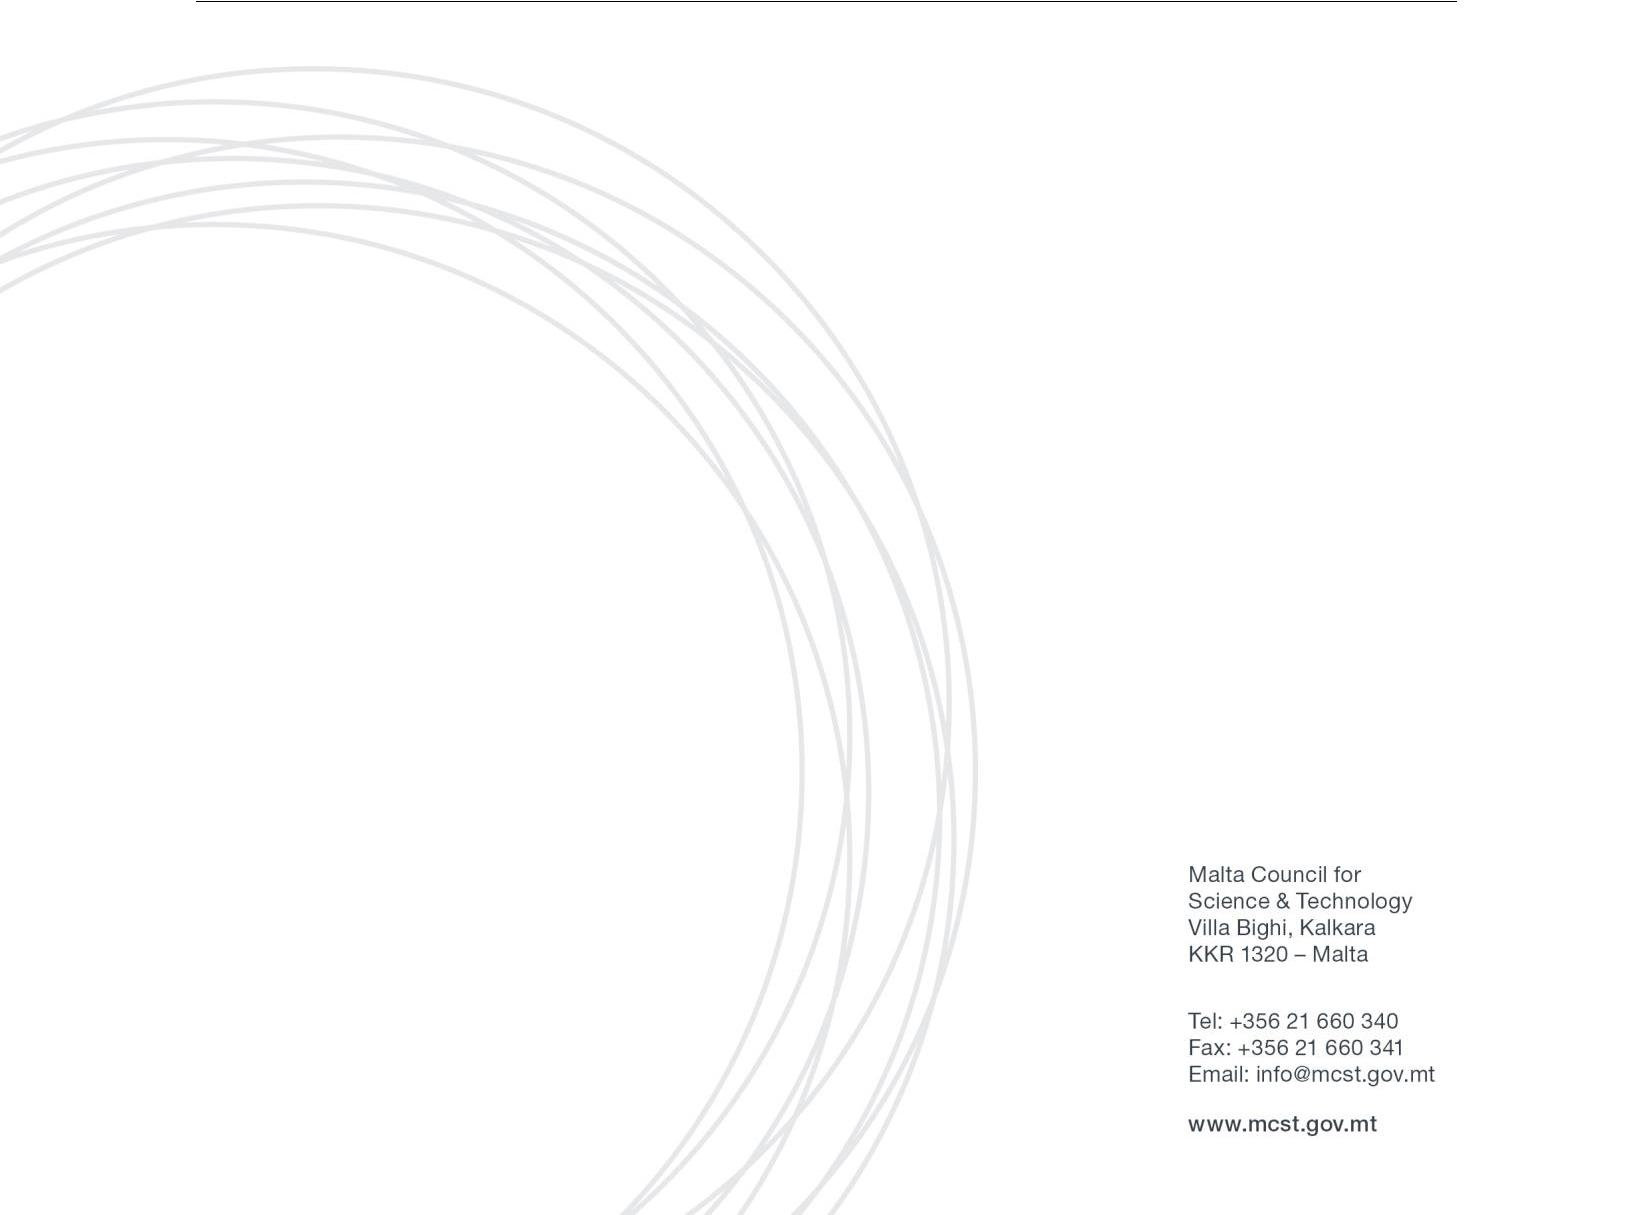 Malta Council for
Science & Technology
Villa Bighi, Kalkara
KKR 1320 – Malta
Tel: +356 21 660 340
Fax: +356 21 660 341
Email: info@mcst.gov.mt
www.mcst.gov.mt